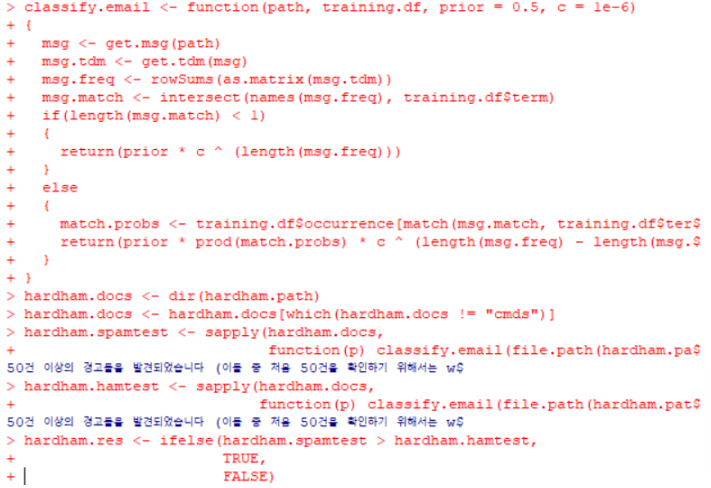 > classify.email <- function(path, training.df, prior = 0.5, c = 1e-6)
+ {
+   msg <- get.msg(path)
+   msg.tdm <- get.tdm(msg)
+   msg.freq <- rowSums(as.matrix(msg.tdm))
+   msg.match <- intersect(names(msg.freq), training.df$term)
+   if(length(msg.match) < 1)
+   {
+     return(prior * c ^ (length(msg.freq)))
+   }
+   else
+   {
+     match.probs <- training.df$occurrence[match(msg.match, training.df$ter$
+     return(prior * prod(match.probs) * c ^ (length(msg.freq) - length(msg.$
+   }
+ }
> hardham.docs <- dir(hardham.path)
> hardham.docs <- hardham.docs[which(hardham.docs != "cmds")]
> hardham.spamtest <- sapply(hardham.docs,
+                            function(p) classify.email(file.path(hardham.pa$
50건 이상의 경고들을 발견되었습니다 (이들 중 처음 50건을 확인하기 위해서는 w$
> hardham.hamtest <- sapply(hardham.docs,
+                           function(p) classify.email(file.path(hardham.pat$
50건 이상의 경고들을 발견되었습니다 (이들 중 처음 50건을 확인하기 위해서는 w$
> hardham.res <- ifelse(hardham.spamtest > hardham.hamtest,
+                       TRUE,
+                       FALSE)